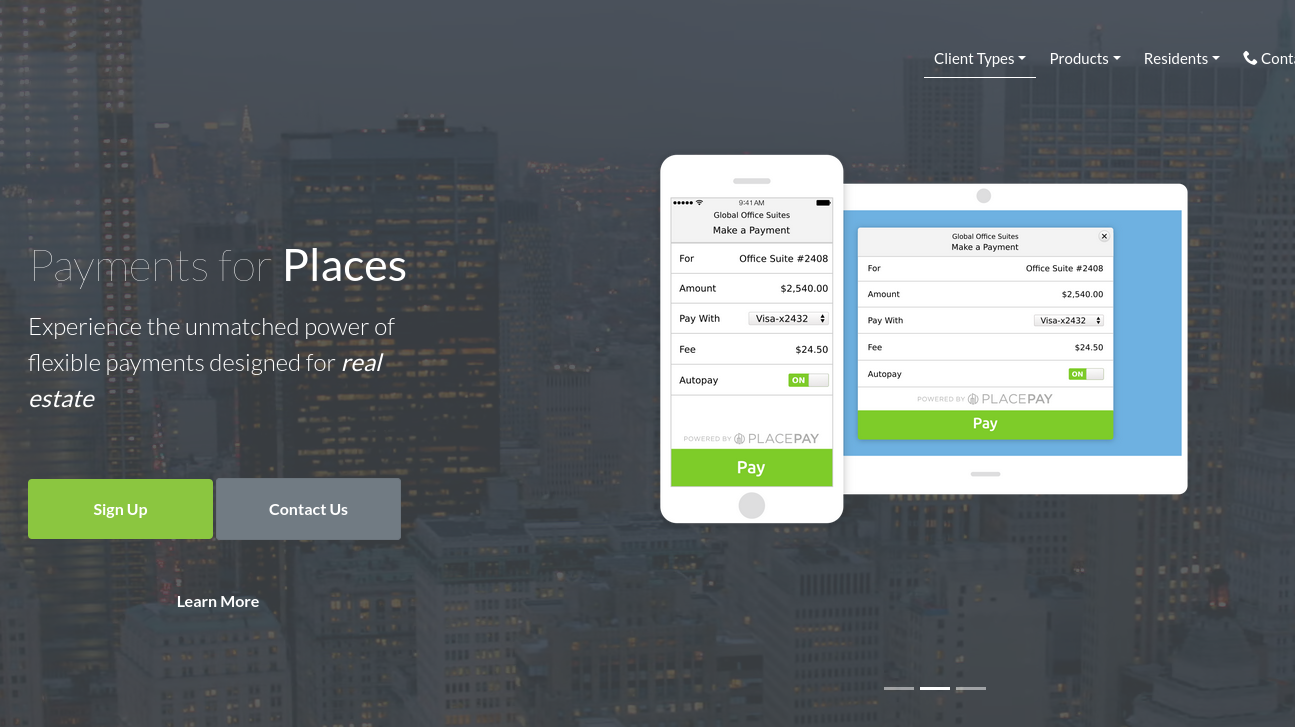 Client Types
Products
Residents
Payments for Places
Experience the unmatched power of
flexible payments designed for real
estate
Sign Up
Contact Us
Learn More
9:41 AM
Global Office Suites
Make a Payment
For Office Suite #2408
Amount $2,540.00
Pay With Visa-x2432
Fee $24.50
Autopay ON
POWERED BY PLACEPAY
Pay
Global Office Suites
Make a Payment
For Office Suite #2408
Amount $2,540.00
Pay With Visa-x2432
Fee $24.50
Autopay ON
POWERED BY PLACEPAY
Pay